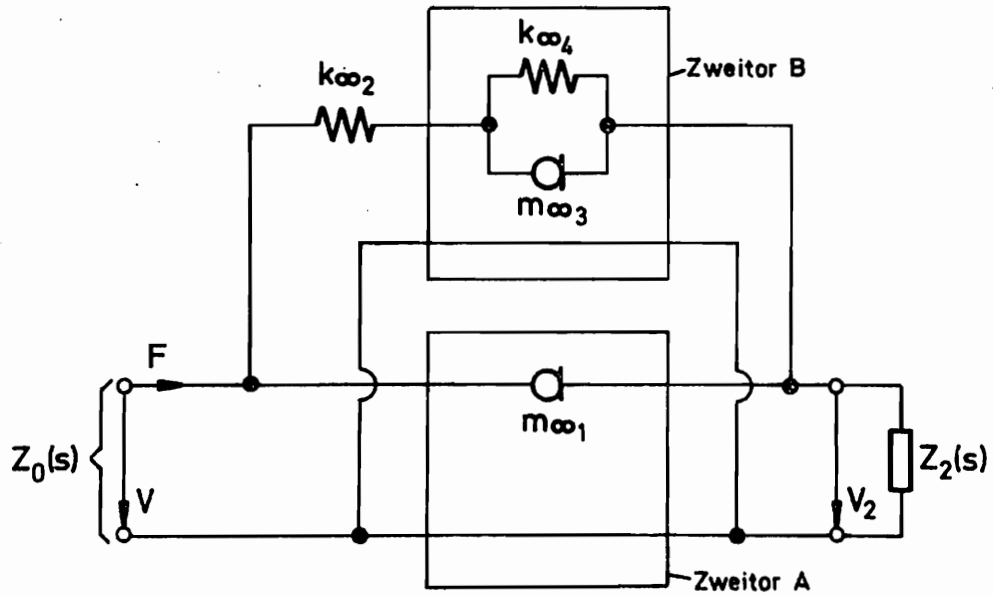 k∞₄
Zweitor B
k∞₂
m∞₃
F
m∞₁
Z₀(s)
V
V₂
Z₂(s)
Zweitor A